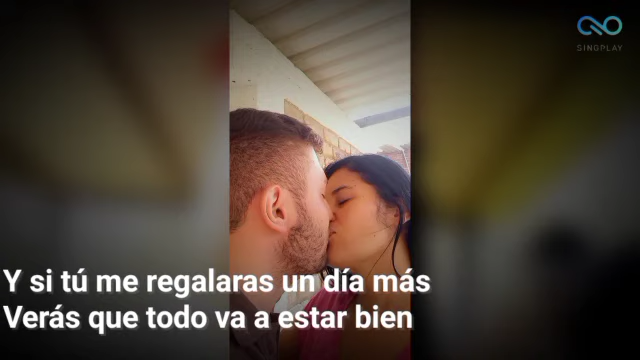 SINGPLAY
Y si tú me regalaras un día más
Verás que todo va a estar bien